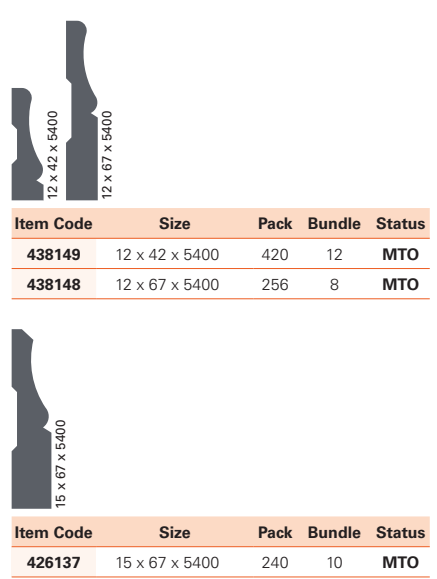 12 x 42 x 5400
12 x 67 x 5400
Item Code Size Pack Bundle Status
438149 12 x 42 x 5400 420 12 MTO
438148 12 x 67 x 5400 256 8 MTO
15 x 67 x 5400
Item Code Size Pack Bundle Status
426137 15 x 67 x 5400 240 10 MTO